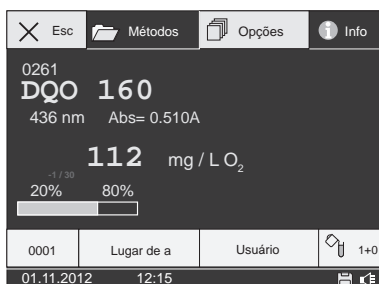 Esc Métodos Opções Info
0261
DQO 160
436 nm Abs= 0.510A
112 mg / L O2
-1 / 30
20% 80%
0001 Lugar de a Usuário 1+0
01.11.2012 12:15